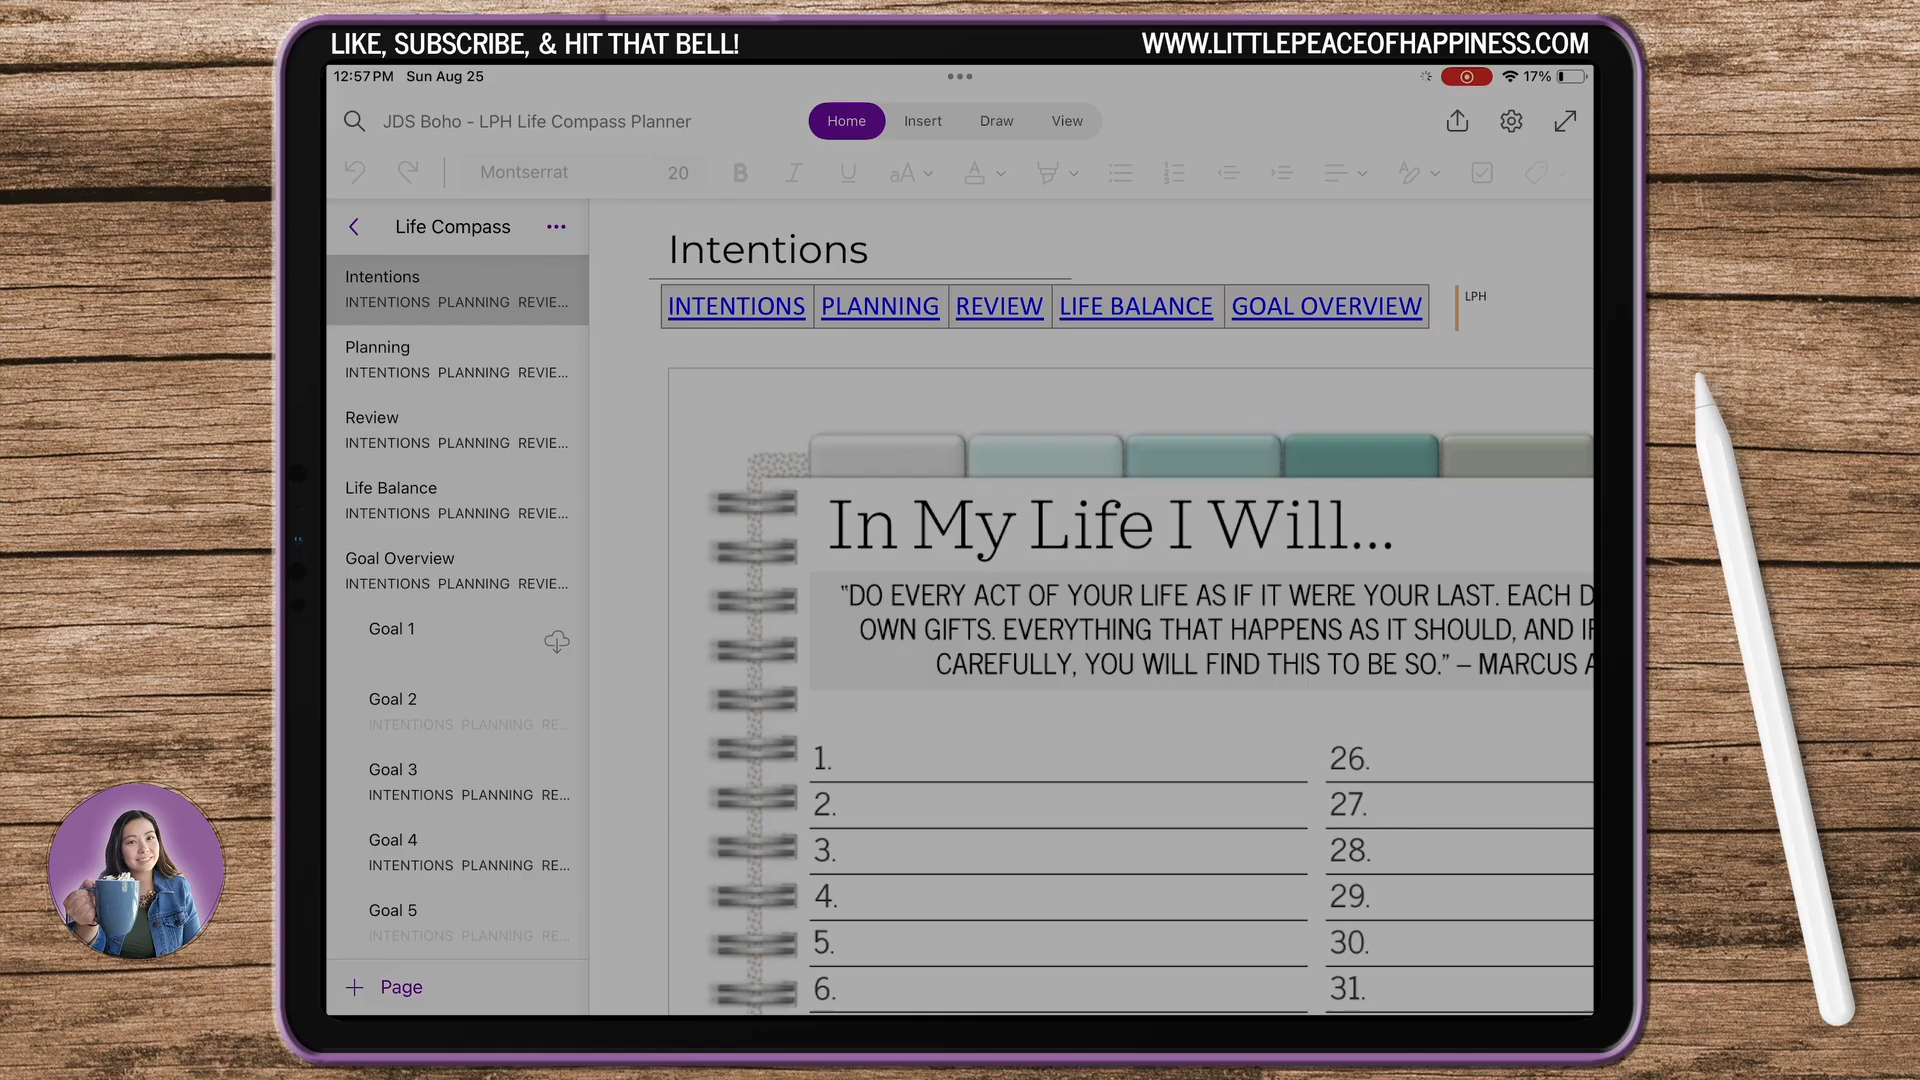 LIKE, SUBSCRIBE, & HIT THAT BELL!
WWW.LITTLEPEACEOFHAPPINESS.COM
12:57 PM Sun Aug 25
17%
JDS Boho - LPH Life Compass Planner
Home
Insert
Draw
View
Montserrat
20
B I U aA A
Life Compass
Intentions
INTENTIONS PLANNING REVIE...
Planning
INTENTIONS PLANNING REVIE...
Review
INTENTIONS PLANNING REVIE...
Life Balance
INTENTIONS PLANNING REVIE...
Goal Overview
INTENTIONS PLANNING REVIE...
Goal 1
Goal 2
INTENTIONS PLANNING RE...
Goal 3
INTENTIONS PLANNING RE...
Goal 4
INTENTIONS PLANNING RE...
Goal 5
INTENTIONS PLANNING RE...
+ Page
Intentions
INTENTIONS PLANNING REVIEW LIFE BALANCE GOAL OVERVIEW
LPH
In My Life I Will...
"DO EVERY ACT OF YOUR LIFE AS IF IT WERE YOUR LAST. EACH D
OWN GIFTS. EVERYTHING THAT HAPPENS AS IT SHOULD, AND IF
CAREFULLY, YOU WILL FIND THIS TO BE SO." – MARCUS A
1.
2.
3.
4.
5.
6.
26.
27.
28.
29.
30.
31.